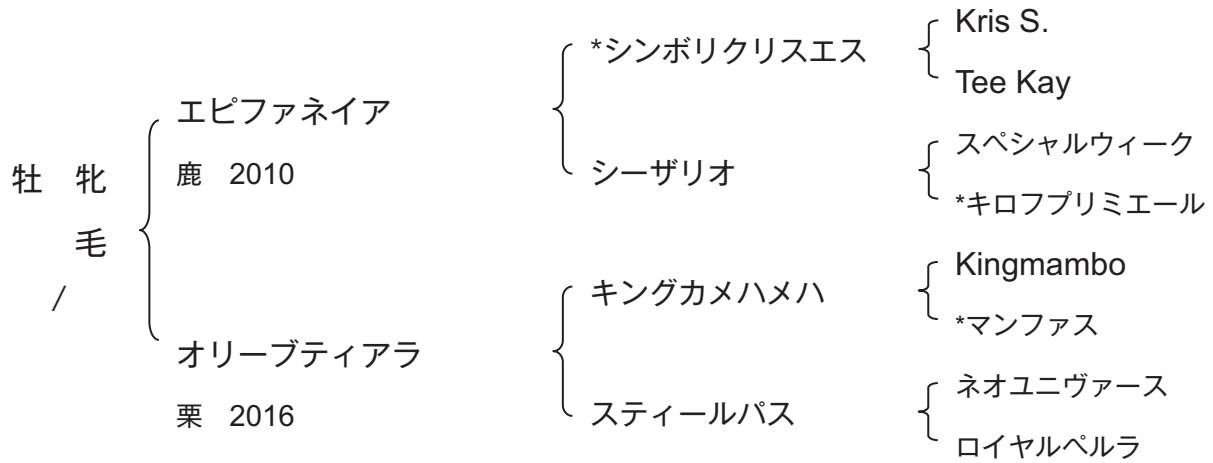 牡 牝
毛
/
エピファネイア
鹿 2010
オリーブティアラ
栗 2016
*シンボリクリスエス
シーザリオ
キングカメハメハ
スティールパス
Kris S.
Tee Kay
スペシャルウィーク
*キロフプリミエール
Kingmambo
*マンファス
ネオユニヴァース
ロイヤルペルラ